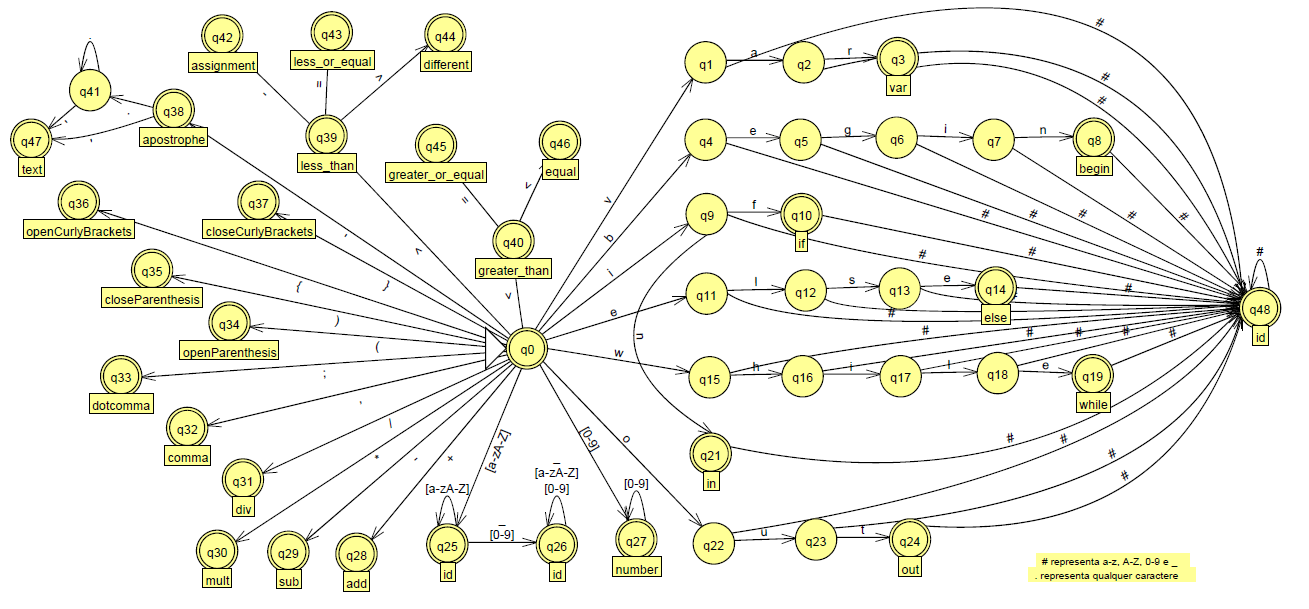 q42
assignment
q43
less_or_equal
q44
different
q41
.
q47
text
q38
apostrophe
q39
less_than
=
q45
greater_or_equal
=
q46
equal
q40
greater_than
q36
openCurlyBrackets
q37
closeCurlyBrackets
q35
closeParenthesis
q34
openParenthesis
q33
dotcomma
q32
comma
q31
div
q30
mult
q29
sub
q28
add
{
}
)
(
;
/
*
-
+
q0
[a-zA-Z]
[a-zA-Z]
q25
id
_
[0-9]
_
[a-zA-Z]
[0-9]
q26
id
[0-9]
[0-9]
q27
number
v
b
i
e
w
o
q1
a
q2
r
q3
var
#
#
#
q4
e
q5
g
q6
i
q7
n
q8
begin
#
#
#
#
#
q9
f
q10
if
#
#
n
q11
l
q12
s
q13
e
q14
else
#
#
q15
h
q16
i
q17
l
q18
e
q19
while
#
#
#
#
#
q21
in
#
q22
u
q23
t
q24
out
#
#
#
#
q48
id
# representa a-z, A-Z, 0-9 e _
. representa qualquer caractere